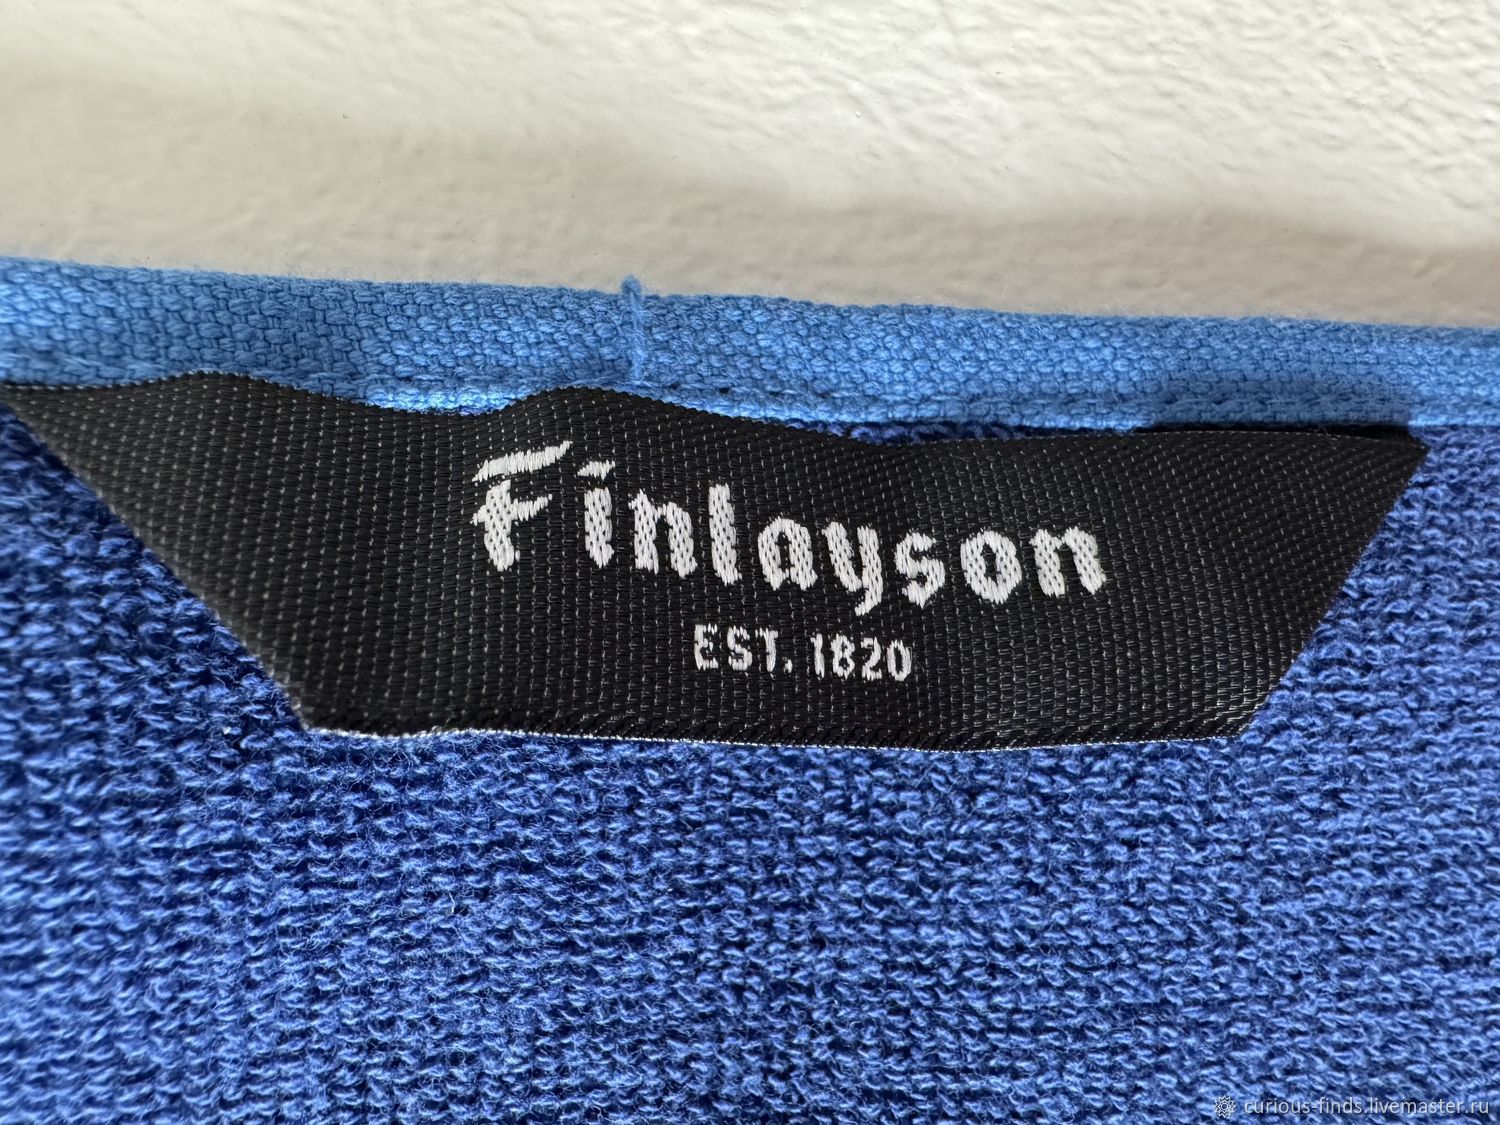 Finlayson
EST. 1820
curious-finds.livemaster.ru